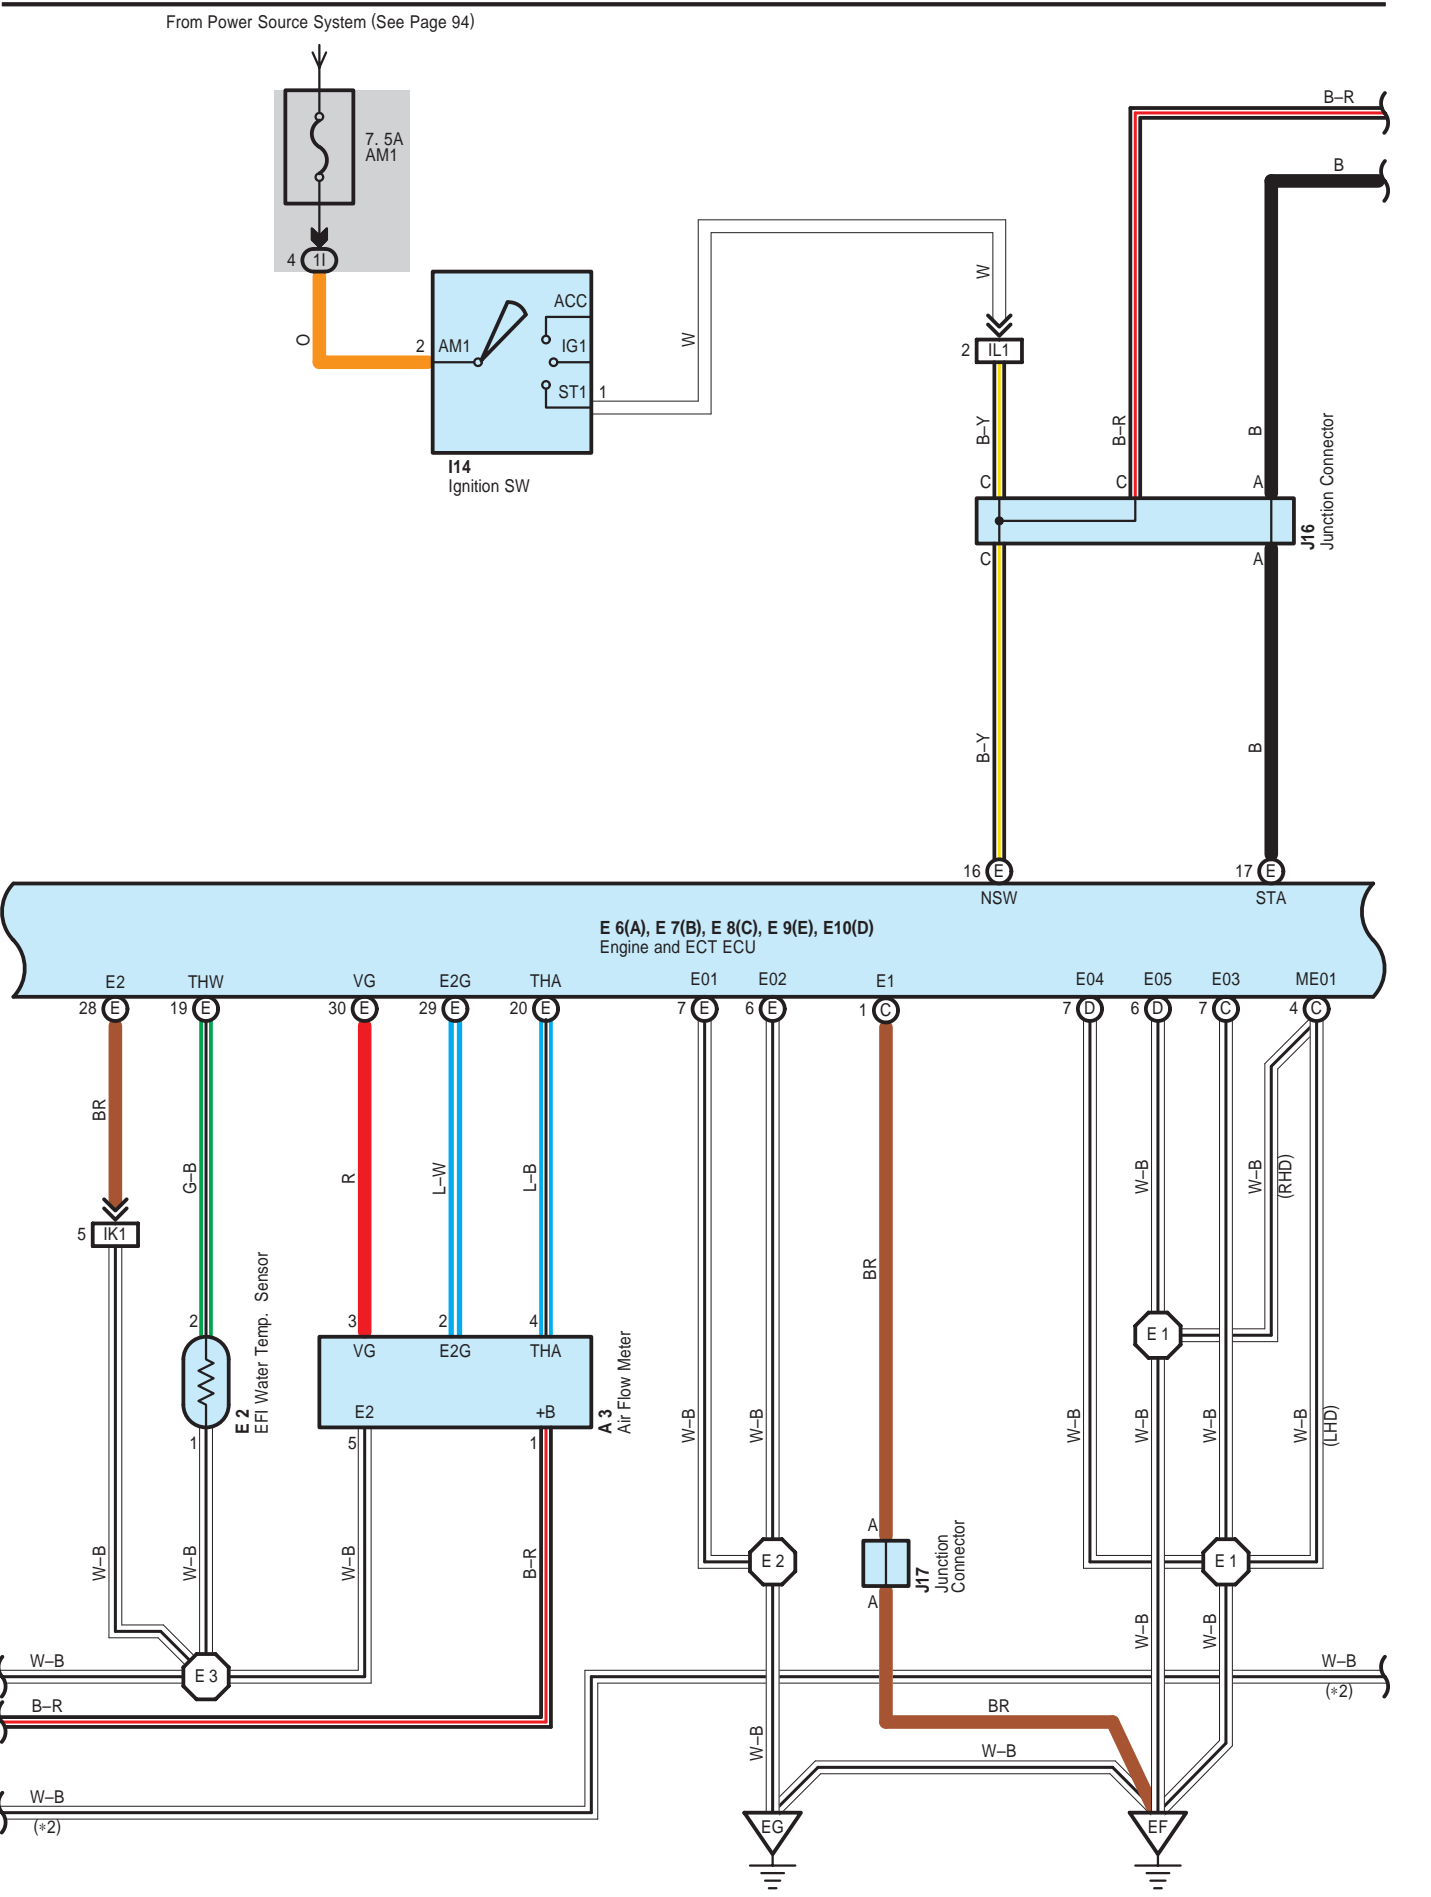 From Power Source System (See Page 94)
B–R
7. 5A
AM1
B
4
1I
W
ACC
O
2
AM1
IG1
W
2
IL1
ST1
1
B–Y
B–R
B
I14
Ignition SW
C
C
A
J16
Junction Connector
C
A
B–Y
B
16
E
17
E
NSW
STA
E 6(A), E 7(B), E 8(C), E 9(E), E10(D)
Engine and ECT ECU
E2
THW
VG
E2G
THA
E01
E02
E1
E04
E05
E03
ME01
28
E
19
E
30
E
29
E
20
E
7
E
6
E
1
C
7
D
6
D
7
C
4
C
BR
G–B
R
L–W
L–B
W–B
W–B
(RHD)
5
IK1
BR
2
3
2
4
VG
E2G
THA
E 1
E2
+B
E 2
EFI Water Temp. Sensor
A 3
Air Flow Meter
1
5
1
W–B
W–B
W–B
W–B
W–B
W–B
(LHD)
A
W–B
W–B
W–B
B–R
E 2
J17
Junction
Connector
E 1
A
W–B
W–B
W–B
E 3
W–B
(*2)
B–R
BR
W–B
W–B
W–B
(*2)
EG
EF